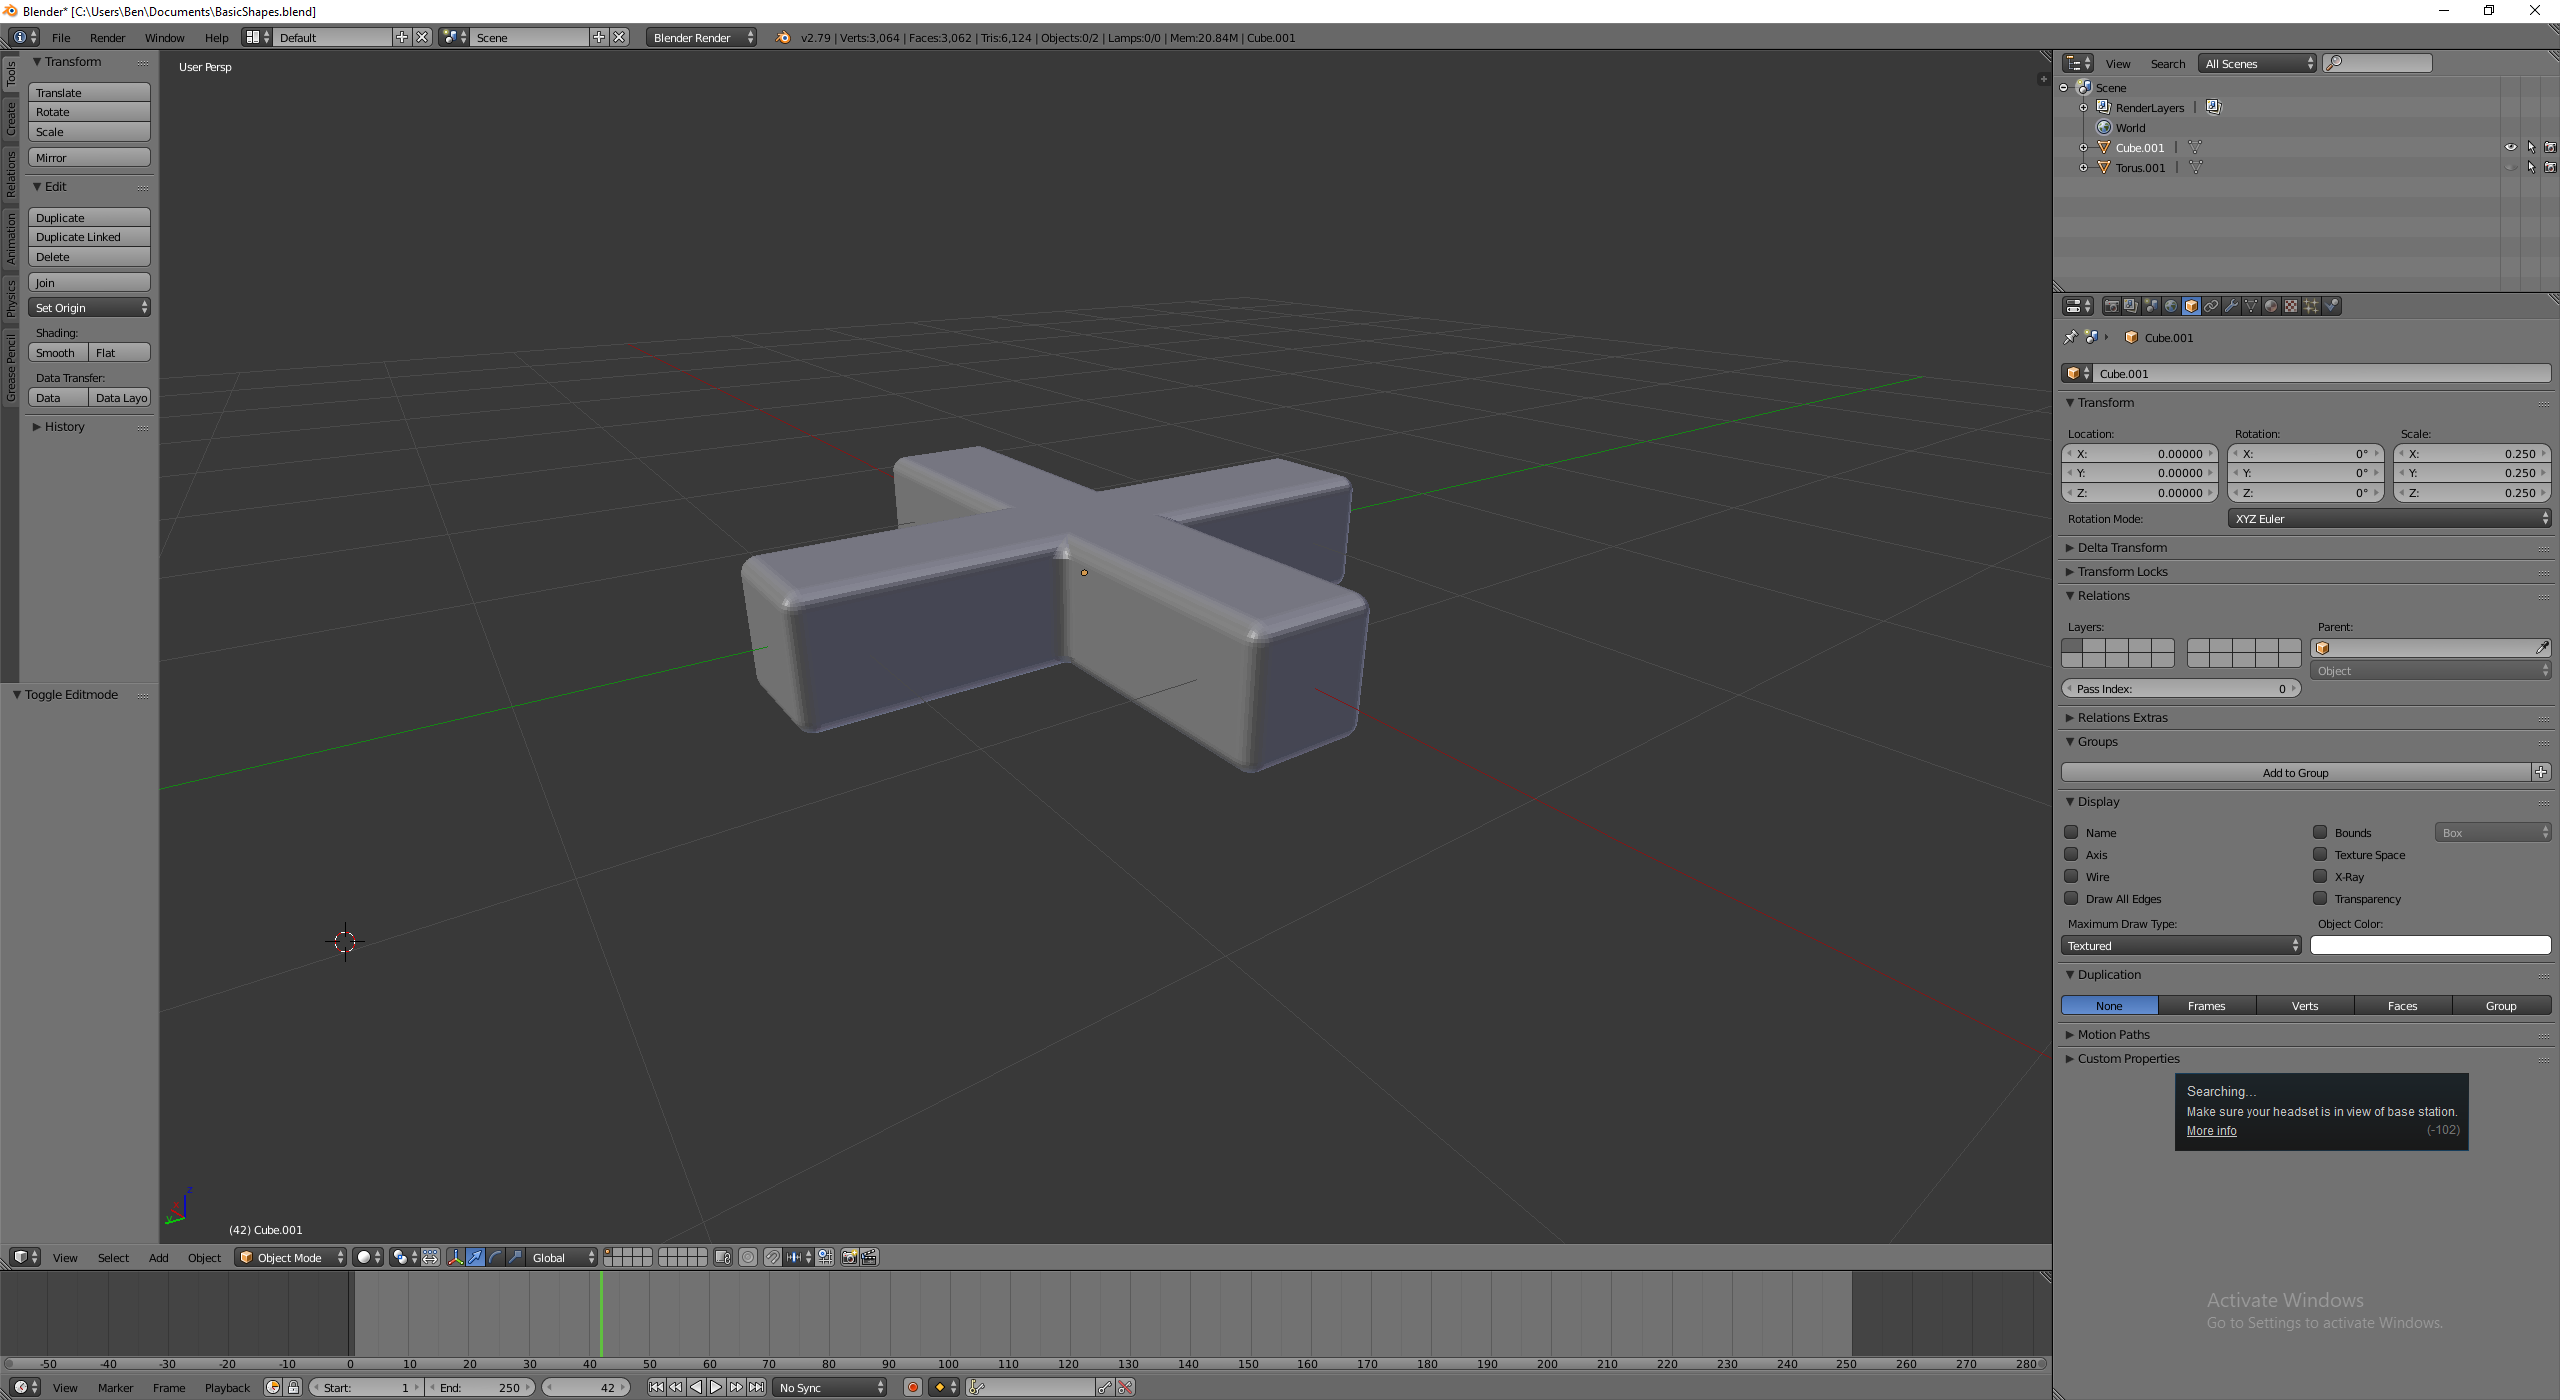 Blender* [C:\Users\Ben\Documents\BasicShapes.blend]
File Render Window Help Default Scene Blender Render v2.79 | Verts:3,064 | Faces:3,062 | Tris:6,124 | Objects:0/2 | Lamps:0/0 | Mem:20.84M | Cube.001
Tools
Create
Relations
Animation
Physics
Grease Pencil
Transform
Translate
Rotate
Scale
Mirror
Edit
Duplicate
Duplicate Linked
Delete
Join
Set Origin
Shading:
Smooth Flat
Data Transfer:
Data Data Layo
History
Toggle Editmode
User Persp
(42) Cube.001
View Select Add Object Object Mode Global
-50 -40 -30 -20 -10 0 10 20 30 40 50 60 70 80 90 100 110 120 130 140 150 160 170 180 190 200 210 220 230 240 250 260 270 280
View Marker Frame Playback Start: 1 End: 250 42 No Sync
View Search All Scenes
Scene
RenderLayers |
World
Cube.001 |
Torus.001 |
Cube.001
Cube.001
Transform
Location: Rotation: Scale:
X: 0.00000 X: 0° X: 0.250
Y: 0.00000 Y: 0° Y: 0.250
Z: 0.00000 Z: 0° Z: 0.250
Rotation Mode: XYZ Euler
Delta Transform
Transform Locks
Relations
Layers: Parent:
Object
Pass Index: 0
Relations Extras
Groups
Add to Group
Display
Name Bounds Box
Axis Texture Space
Wire X-Ray
Draw All Edges Transparency
Maximum Draw Type: Object Color:
Textured
Duplication
None Frames Verts Faces Group
Motion Paths
Custom Properties
Searching...
Make sure your headset is in view of base station.
More info (-102)
Activate Windows
Go to Settings to activate Windows.